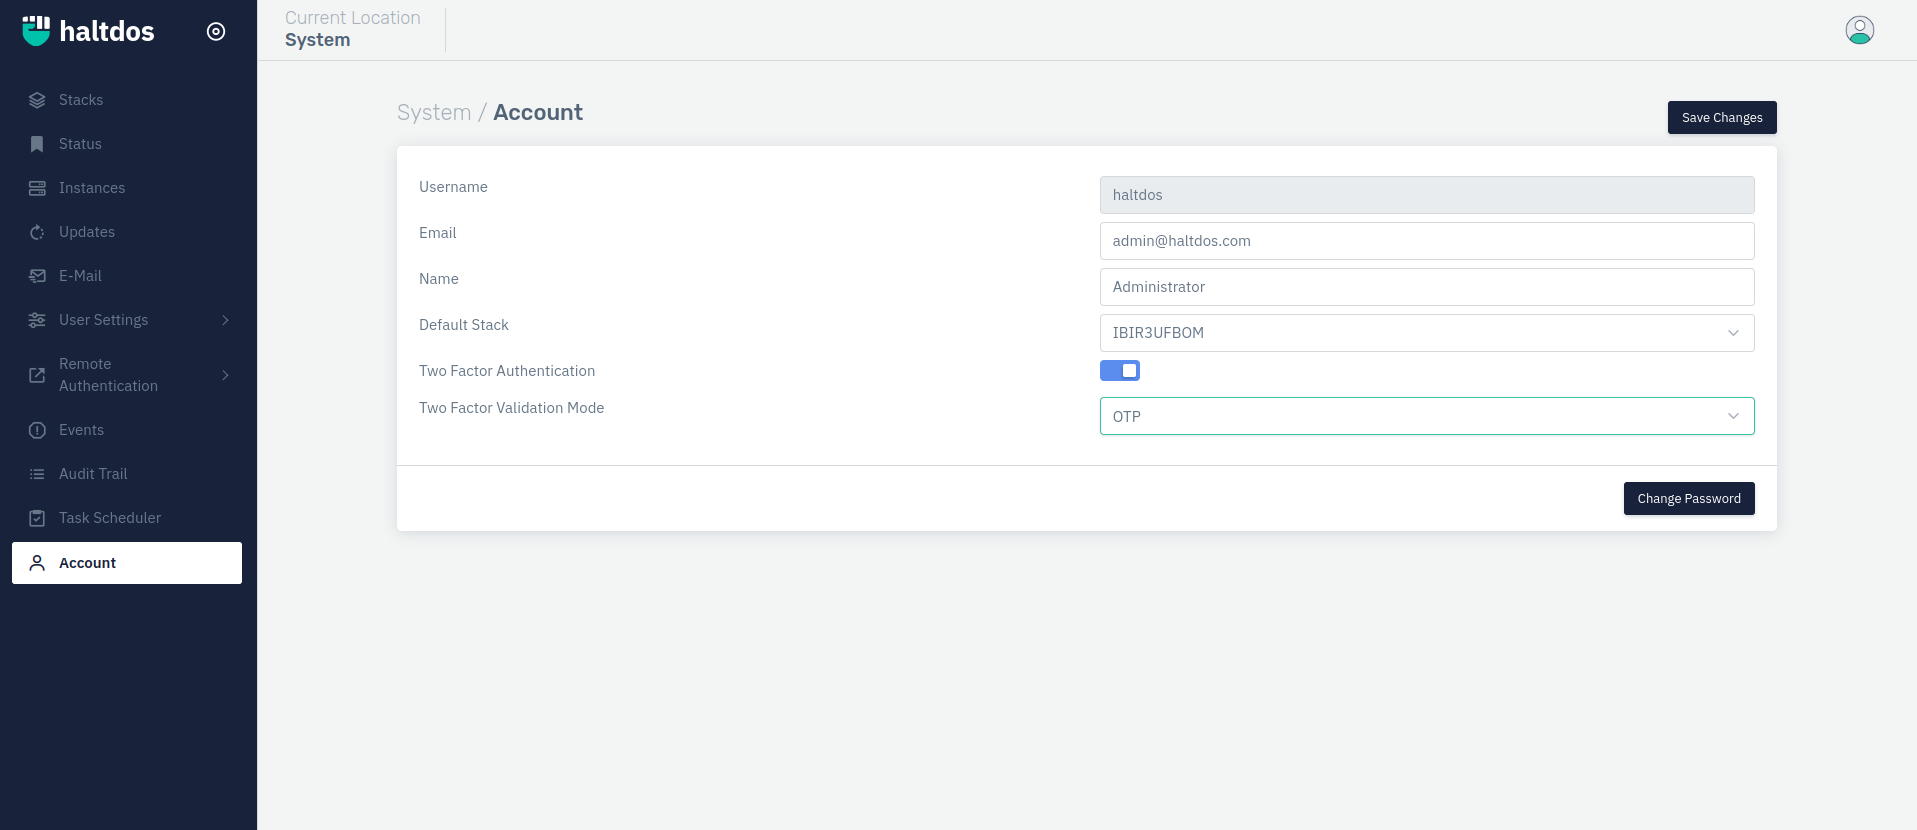 haltdos
Stacks
Status
Instances
Updates
E-Mail
User Settings
Remote
Authentication
Events
Audit Trail
Task Scheduler
Account
Current Location
System
System / Account
Save Changes
Username
haltdos
Email
admin@haltdos.com
Name
Administrator
Default Stack
IBIR3UFBOM
Two Factor Authentication
Two Factor Validation Mode
OTP
Change Password